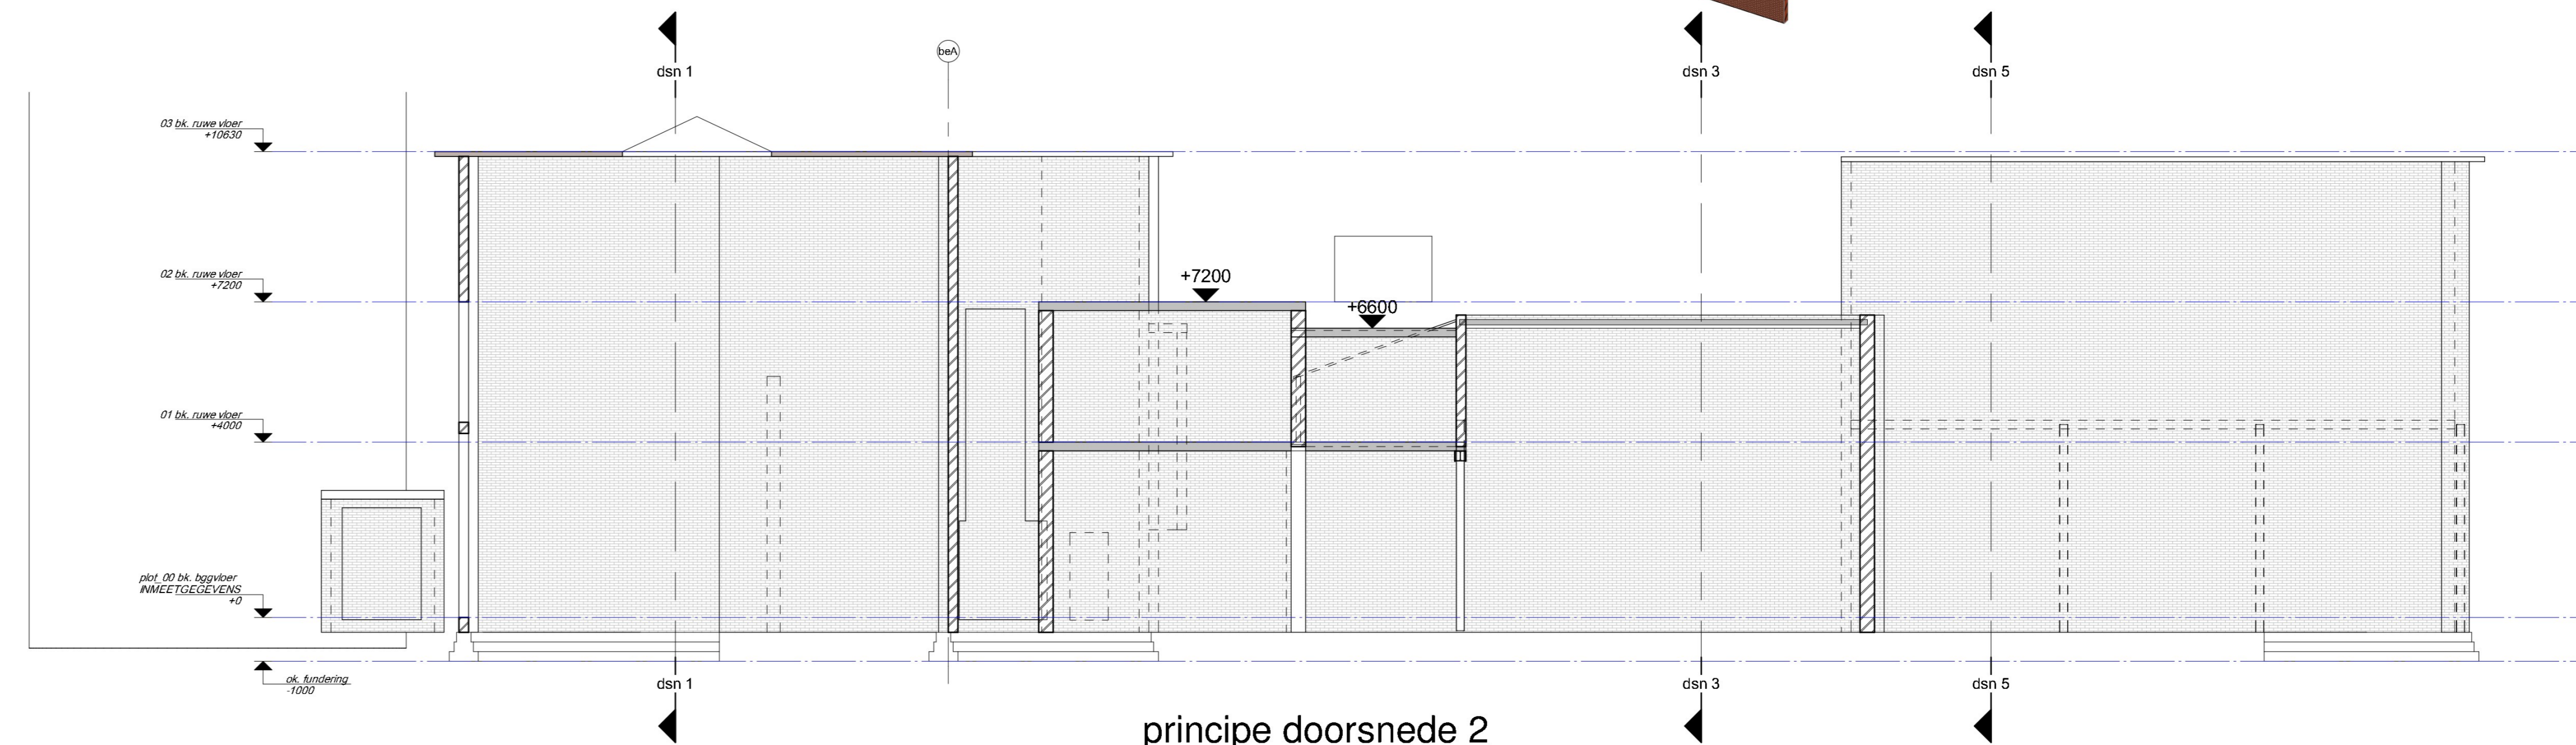 beA
dsn 1
dsn 3
dsn 5
03 bk. ruwe vloer
+10630
02 bk. ruwe vloer
+7200
+7200
+6600
01 bk. ruwe vloer
+4000
plot_00 bk. bggvloer
INMEETGEGEVENS
+0
ok. fundering
-1000
dsn 1
dsn 3
dsn 5
principe doorsnede 2